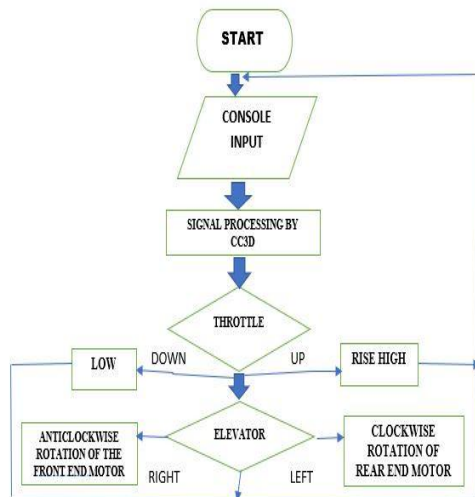 START
CONSOLE
INPUT
SIGNAL PROCESSING BY
CC3D
THROTTLE
DOWN
UP
LOW
RISE HIGH
ELEVATOR
ANTICLOCKWISE
ROTATION OF THE
FRONT END MOTOR
CLOCKWISE
ROTATION OF
REAR END MOTOR
RIGHT
LEFT